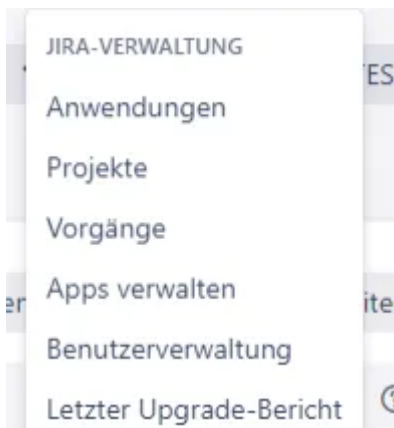 JIRA-VERWALTUNG
Anwendungen
Projekte
Vorgänge
Apps verwalten
Benutzerverwaltung
Letzter Upgrade-Bericht